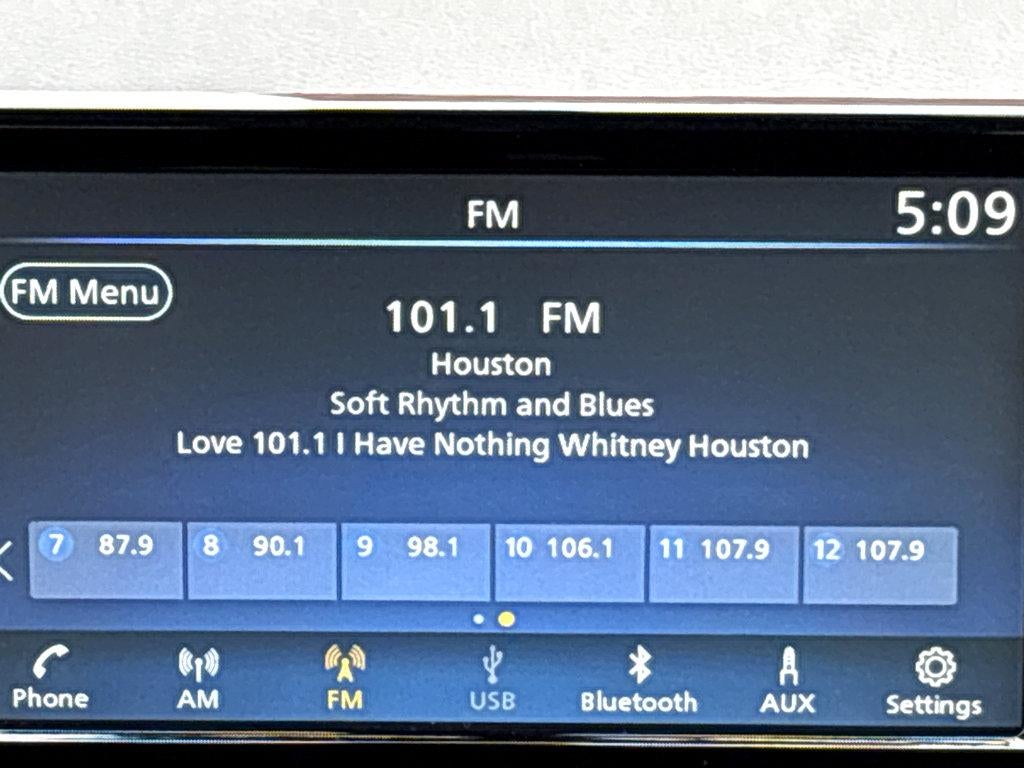 FM
5:09
FM Menu
101.1 FM
Houston
Soft Rhythm and Blues
Love 101.1 I Have Nothing Whitney Houston
7 87.9
8 90.1
9 98.1
10 106.1
11 107.9
12 107.9
Phone
AM
FM
USB
Bluetooth
AUX
Settings